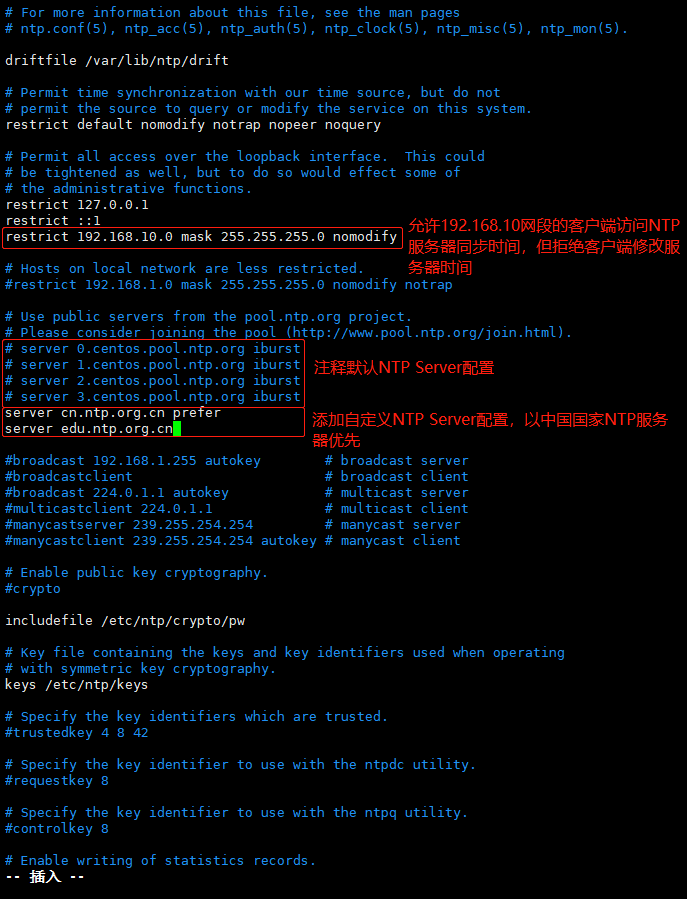 # For more information about this file, see the man pages
# ntp.conf(5), ntp_acc(5), ntp_auth(5), ntp_clock(5), ntp_misc(5), ntp_mon(5).
driftfile /var/lib/ntp/drift
# Permit time synchronization with our time source, but do not
# permit the source to query or modify the service on this system.
restrict default nomodify notrap nopeer noquery
# Permit all access over the loopback interface.  This could
# be tightened as well, but to do so would effect some of
# the administrative functions.
restrict 127.0.0.1
restrict ::1
restrict 192.168.10.0 mask 255.255.255.0 nomodify
允许192.168.10网段的客户端访问NTP
服务器同步时间，但拒绝客户端修改服
务器时间
# Hosts on local network are less restricted.
#restrict 192.168.1.0 mask 255.255.255.0 nomodify notrap
# Use public servers from the pool.ntp.org project.
# Please consider joining the pool (http://www.pool.ntp.org/join.html).
# server 0.centos.pool.ntp.org iburst
# server 1.centos.pool.ntp.org iburst
# server 2.centos.pool.ntp.org iburst
# server 3.centos.pool.ntp.org iburst
注释默认NTP Server配置
server cn.ntp.org.cn prefer
server edu.ntp.org.cn
添加自定义NTP Server配置，以中国国家NTP服务
器优先
#broadcast 192.168.1.255 autokey        # broadcast server
#broadcastclient                        # broadcast client
#broadcast 224.0.1.1 autokey            # multicast server
#multicastclient 224.0.1.1              # multicast client
#manycastserver 239.255.254.254         # manycast server
#manycastclient 239.255.254.254 autokey # manycast client
# Enable public key cryptography.
#crypto
includefile /etc/ntp/crypto/pw
# Key file containing the keys and key identifiers used when operating
# with symmetric key cryptography.
keys /etc/ntp/keys
# Specify the key identifiers which are trusted.
#trustedkey 4 8 42
# Specify the key identifier to use with the ntpdc utility.
#requestkey 8
# Specify the key identifier to use with the ntpq utility.
#controlkey 8
# Enable writing of statistics records.
-- 插入 --